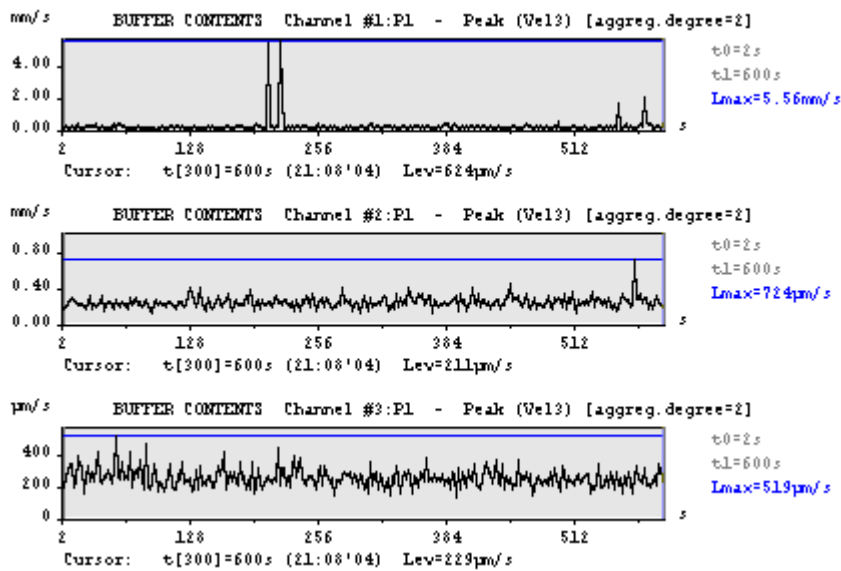 mm/s BUFFER CONTENTS Channel #1:P1 - Peak (Vel3) [aggreg.degree=2]
t0=2s
4.00
t1=600s
2.00
Lmax=5.56mm/s
0.00
s
2 128 256 384 512
Cursor: t[300]=600s (21:08'04) Lev=624µm/s
mm/s BUFFER CONTENTS Channel #2:P1 - Peak (Vel3) [aggreg.degree=2]
0.80
t0=2s
t1=600s
0.40
Lmax=724µm/s
0.00
s
2 128 256 384 512
Cursor: t[300]=600s (21:08'04) Lev=211µm/s
µm/s BUFFER CONTENTS Channel #3:P1 - Peak (Vel3) [aggreg.degree=2]
t0=2s
400
t1=600s
200
Lmax=519µm/s
0
s
2 128 256 384 512
Cursor: t[300]=600s (21:08'04) Lev=229µm/s